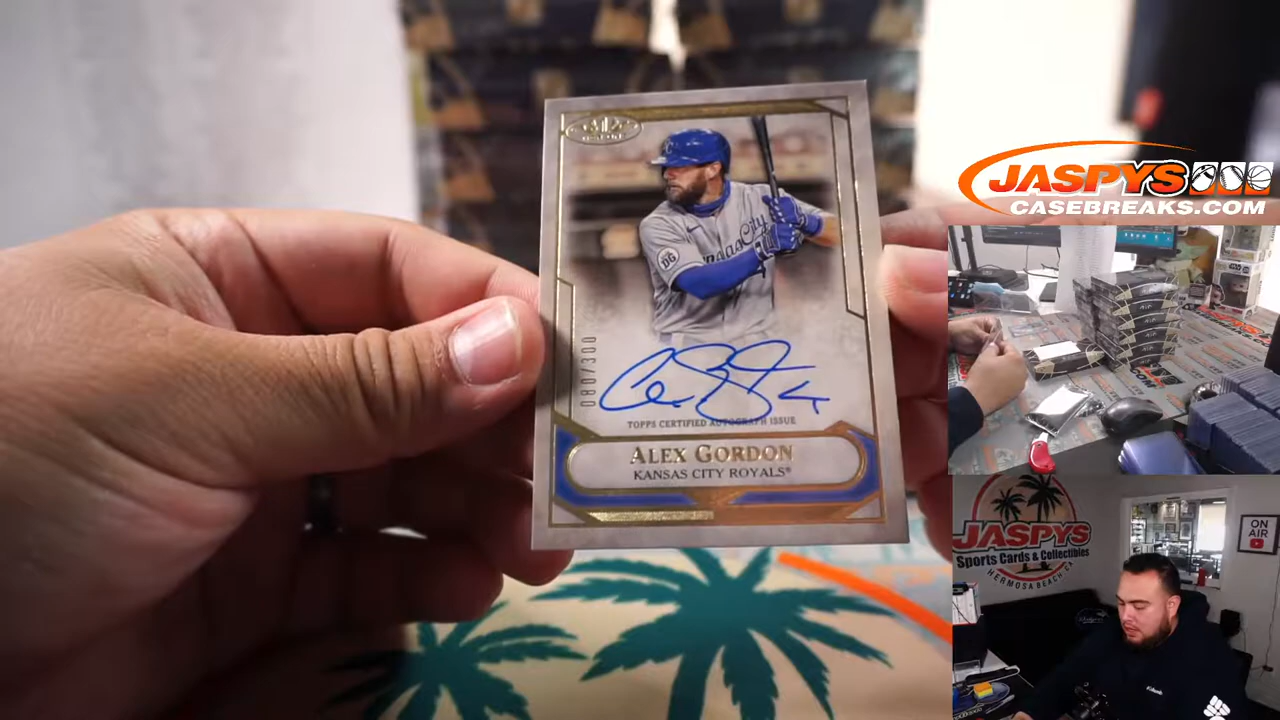 080/300
TOPPS CERTIFIED AUTOGRAPH ISSUE
ALEX GORDON
KANSAS CITY ROYALS®
DG
JASPYS
CASEBREAKS.COM
JASPYS
Sports Cards & Collectibles
HERMOSA BEACH, CA
ON
AIR